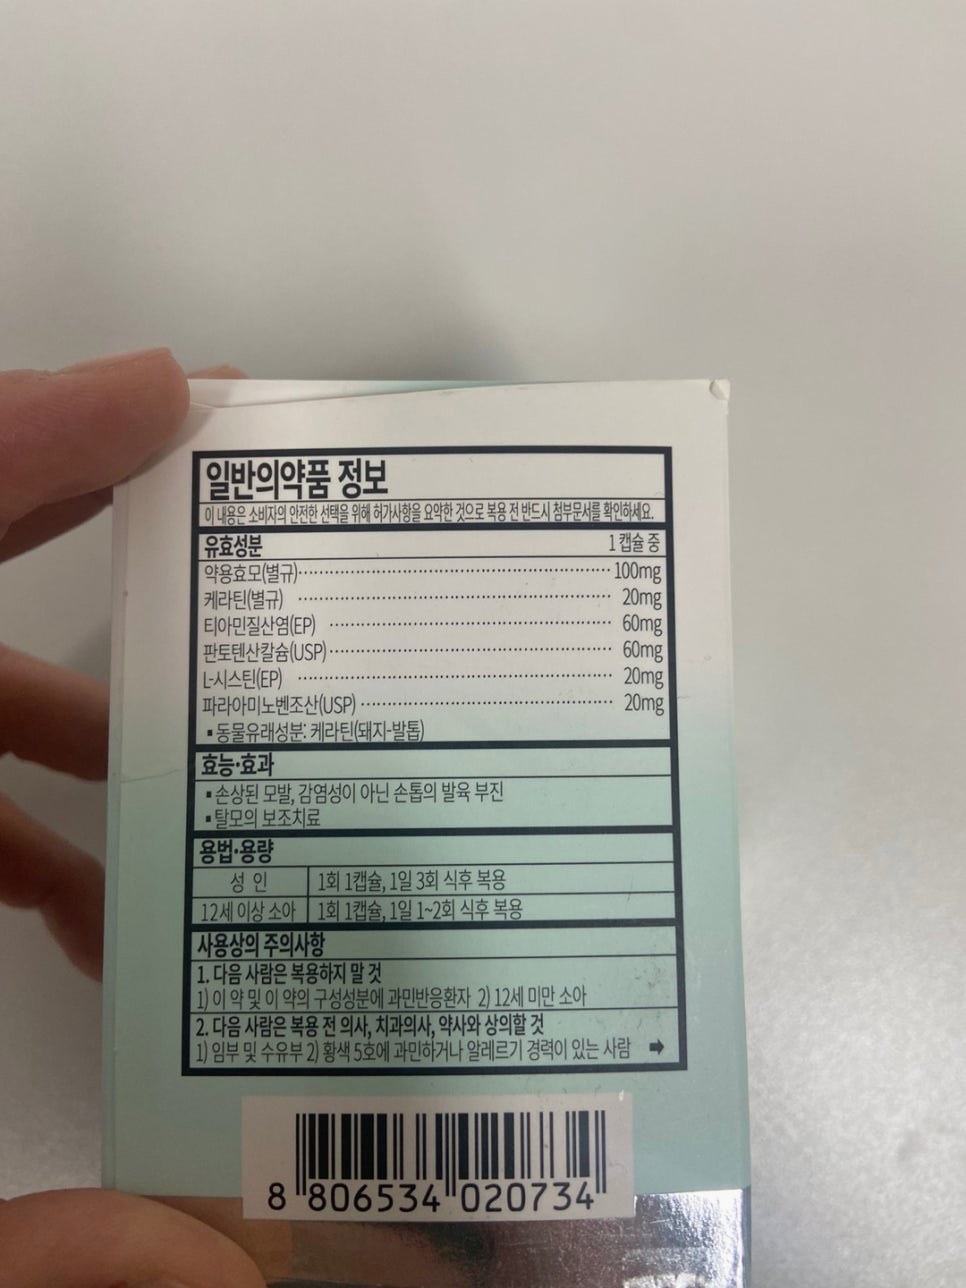 일반의약품 정보
이 내용은 소비자의 안전한 선택을 위해 허가사항을 요약한 것으로 복용 전 반드시 첨부문서를 확인하세요.
유효성분 1 캡슐 중
약용효모(별규) 100mg
케라틴(별규) 20mg
티아민질산염(EP) 60mg
판토텐산칼슘(USP) 60mg
L-시스틴(EP) 20mg
파라아미노벤조산(USP) 20mg
▪동물유래성분: 케라틴(돼지-발톱)
효능·효과
▪손상된 모발, 감염성이 아닌 손톱의 발육 부진
▪탈모의 보조치료
용법·용량
성 인 1회 1캡슐, 1일 3회 식후 복용
12세 이상 소아 1회 1캡슐, 1일 1~2회 식후 복용
사용상의 주의사항
1. 다음 사람은 복용하지 말 것
1) 이 약 및 이 약의 구성성분에 과민반응환자 2) 12세 미만 소아
2. 다음 사람은 복용 전 의사, 치과의사, 약사와 상의할 것
1) 임부 및 수유부 2) 황색 5호에 과민하거나 알레르기 경력이 있는 사람 ➡
8 806534 020734